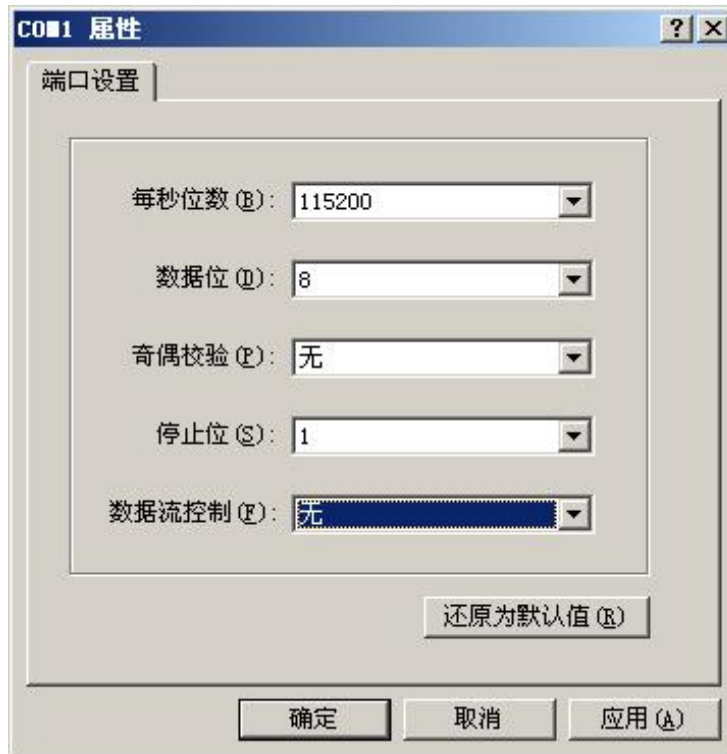 COM1 属性
端口设置
每秒位数(B): 115200
数据位(D): 8
奇偶校验(P): 无
停止位(S): 1
数据流控制(F): 无
还原为默认值(R)
确定 取消 应用(A)